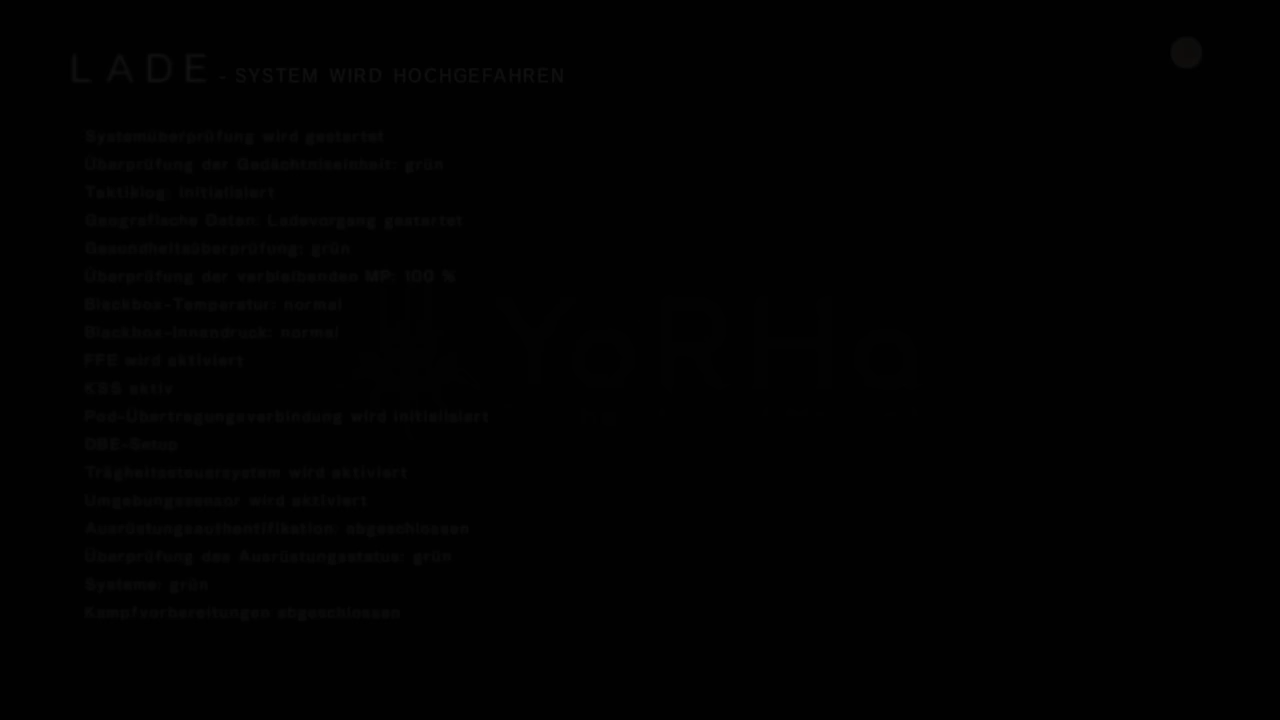 LADE - SYSTEM WIRD HOCHGEFAHREN
Systemüberprüfung wird gestartet
Überprüfung der Gedächtniseinheit: grün
Taktiklog: initialisiert
Geografische Daten: Ladevorgang gestartet
Gesundheitsüberprüfung: grün
Überprüfung der verbleibenden MP: 100 %
Blackbox-Temperatur: normal
Blackbox-Innendruck: normal
FFE wird aktiviert
KBS aktiv
Pod-Übertragungsverbindung wird initialisiert
DBE-Setup
Trägheitssteuersystem wird aktiviert
Umgebungssensor wird aktiviert
Ausrüstungsauthentifikation: abgeschlossen
Überprüfung des Ausrüstungsstatus: grün
Systeme: grün
Kampfvorbereitungen abgeschlossen
YoRHa